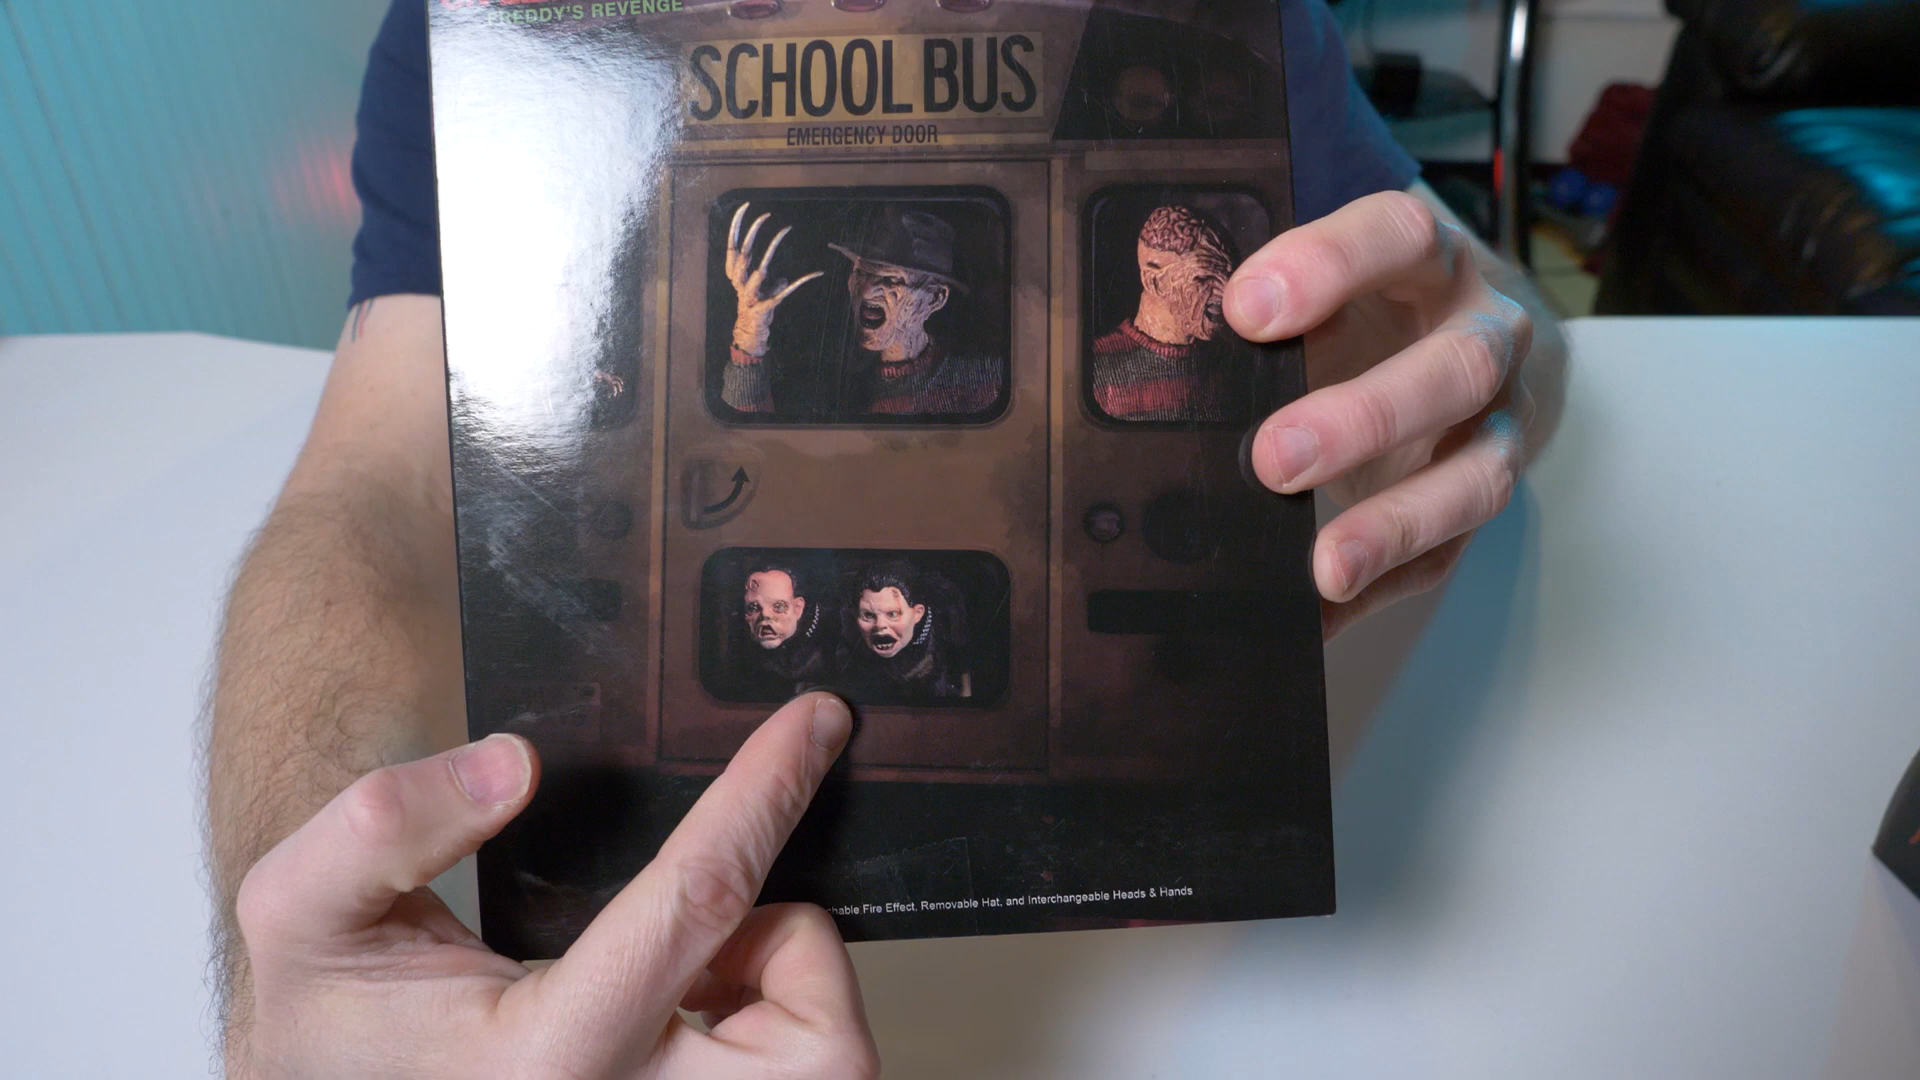 FREDDY'S REVENGE
SCHOOL BUS
EMERGENCY DOOR
Fire Effect, Removable Hat, and Interchangeable Heads & Hands